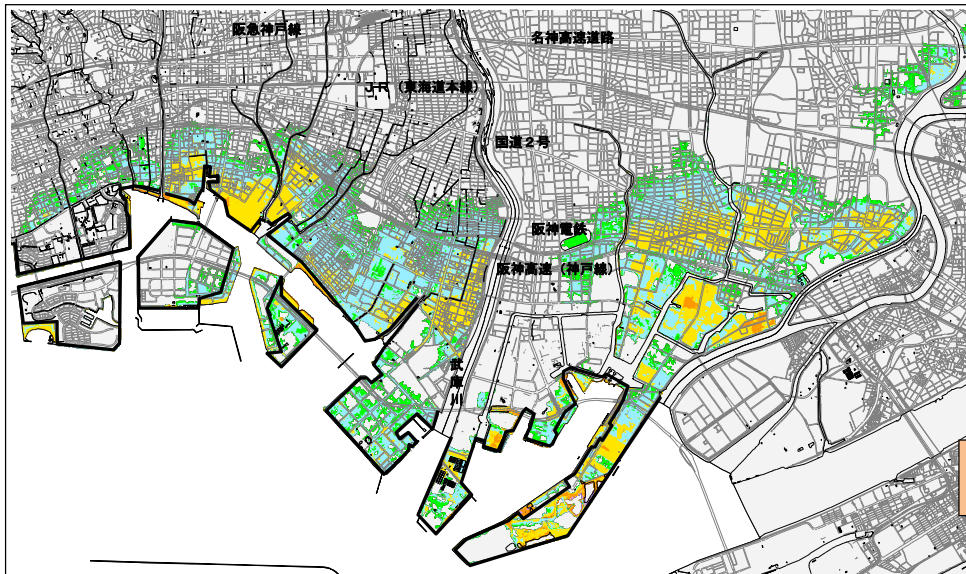 阪急神戸線
名神高速道路
JR（東海道本線）
国道２号
阪神電鉄
阪神高速（神戸線）
武庫川